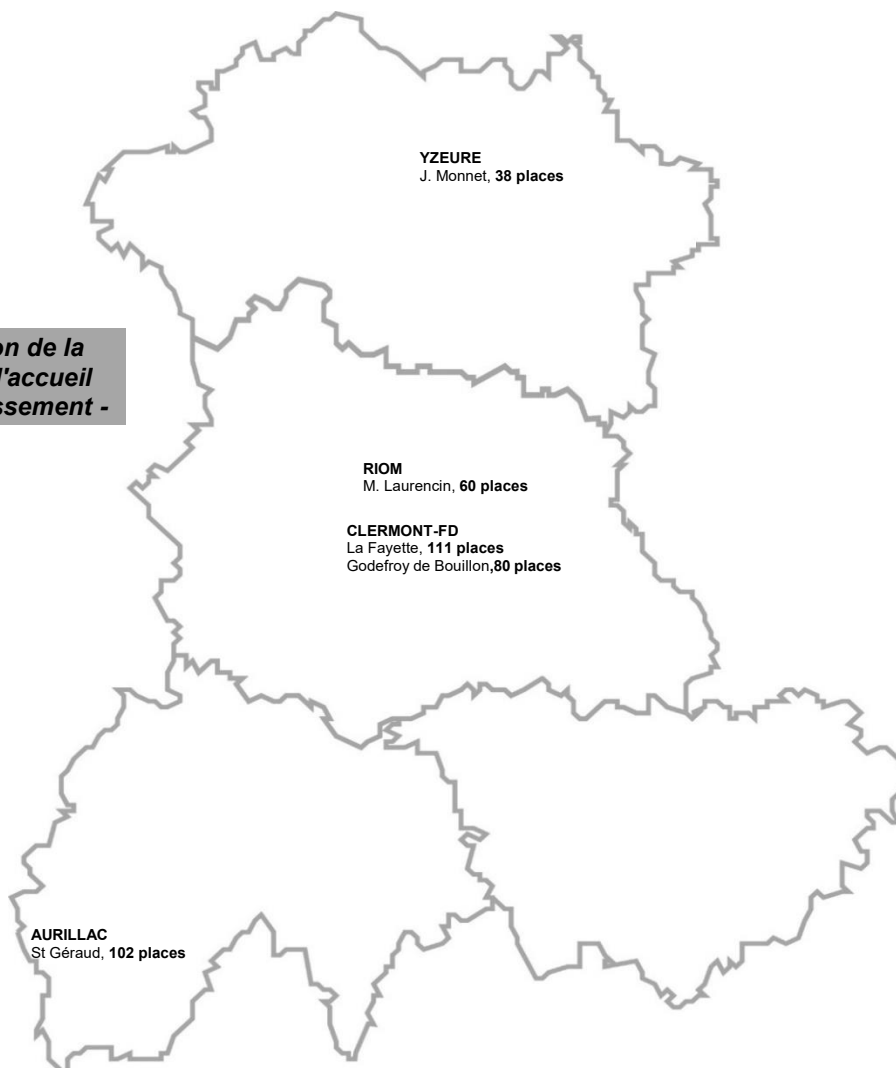 YZEURE
J. Monnet, 38 places
on de la
l'accueil
ssement -
RIOM
M. Laurencin, 60 places
CLERMONT-FD
La Fayette, 111 places
Godefroy de Bouillon,80 places
AURILLAC
St Géraud, 102 places